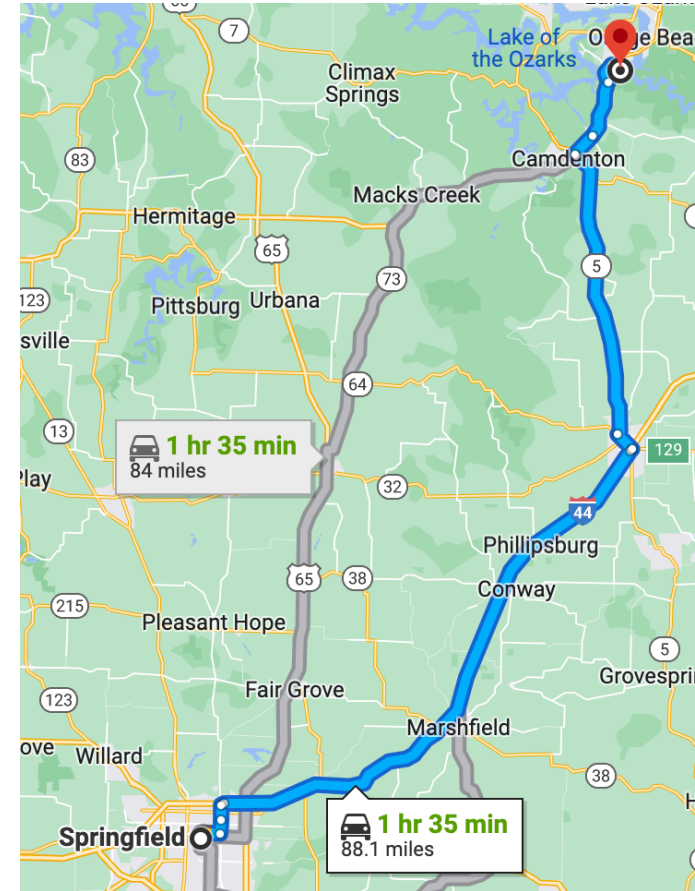 7
Lake of
the Ozarks
Climax
Springs
83
Camdenton
Macks Creek
Hermitage
65
5
73
123
Pittsburg
Urbana
sville
64
13
1 hr 35 min
84 miles
129
Play
32
44
Phillipsburg
65
38
Conway
215
Pleasant Hope
5
Grovespri
Fair Grove
123
Marshfield
ove
Willard
38
1 hr 35 min
88.1 miles
Springfield